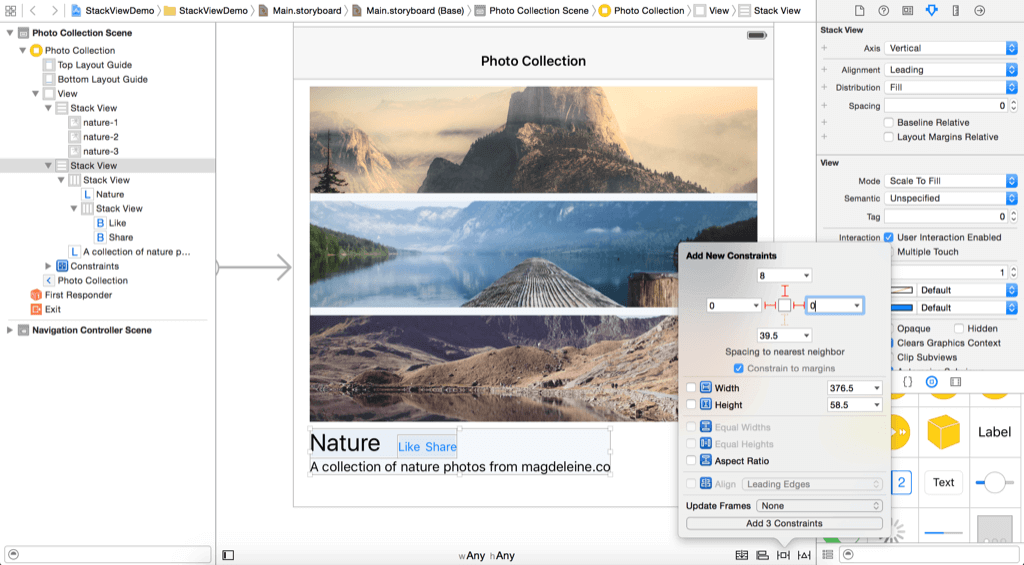 StackViewDemo StackViewDemo Main.storyboard Main.storyboard (Base) Photo Collection Scene Photo Collection View Stack View
Photo Collection Scene
Photo Collection
Top Layout Guide
Bottom Layout Guide
View
Stack View
nature-1
nature-2
nature-3
Stack View
Stack View
L Nature
Stack View
B Like
B Share
L A collection of nature p...
Constraints
Photo Collection
First Responder
Exit
Navigation Controller Scene
Photo Collection
Nature Like Share
A collection of nature photos from magdeleine.co
wAny hAny
Add New Constraints
8
0 0
39.5
Spacing to nearest neighbor
Constrain to margins
Width 376.5
Height 58.5
Equal Widths
Equal Heights
Aspect Ratio
Align Leading Edges
Update Frames None
Add 3 Constraints
Stack View
Axis Vertical
Alignment Leading
Distribution Fill
Spacing 0
Baseline Relative
Layout Margins Relative
View
Mode Scale To Fill
Semantic Unspecified
Tag 0
Interaction User Interaction Enabled
Multiple Touch
1
Default
Default
Opaque Hidden
Clears Graphics Context
Clip Subviews
{}
Label
2 Text